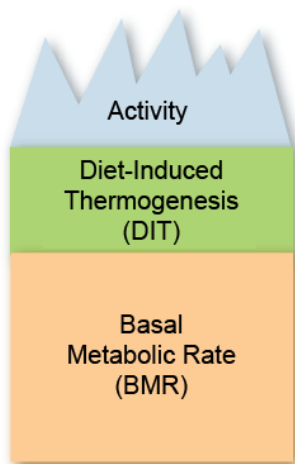 Activity
Diet-Induced
Thermogenesis
(DIT)
Basal
Metabolic Rate
(BMR)